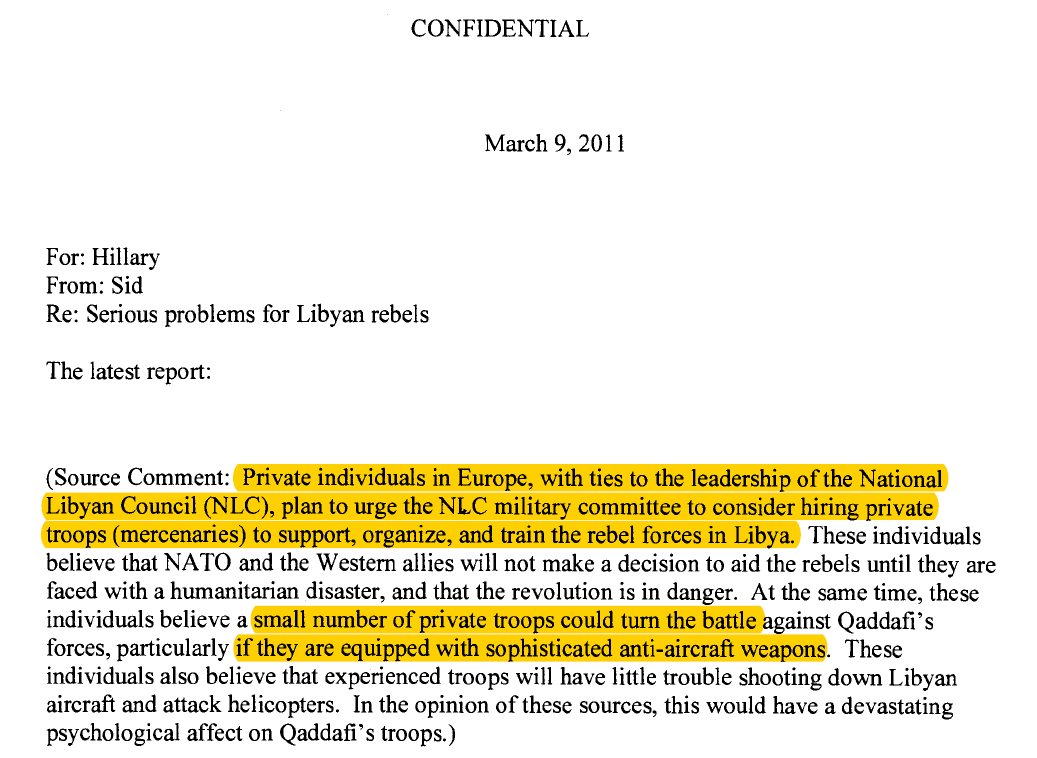 CONFIDENTIAL
March 9, 2011
For: Hillary
From: Sid
Re: Serious problems for Libyan rebels
The latest report:
(Source Comment: Private individuals in Europe, with ties to the leadership of the National
Libyan Council (NLC), plan to urge the NLC military committee to consider hiring private
troops (mercenaries) to support, organize, and train the rebel forces in Libya. These individuals
believe that NATO and the Western allies will not make a decision to aid the rebels until they are
faced with a humanitarian disaster, and that the revolution is in danger. At the same time, these
individuals believe a small number of private troops could turn the battle against Qaddafi's
forces, particularly if they are equipped with sophisticated anti-aircraft weapons. These
individuals also believe that experienced troops will have little trouble shooting down Libyan
aircraft and attack helicopters. In the opinion of these sources, this would have a devastating
psychological affect on Qaddafi's troops.)